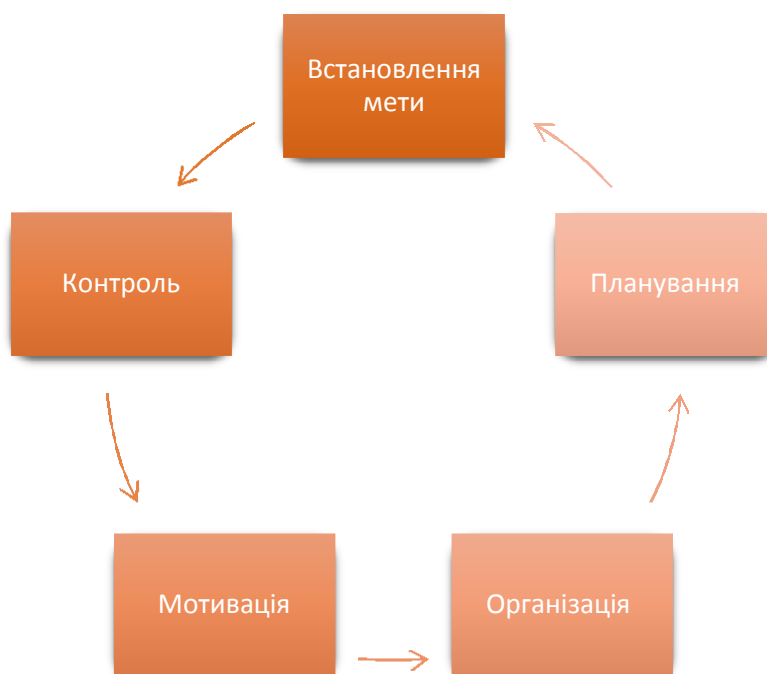 Встановлення
мети
Контроль
Планування
Мотивація
Організація